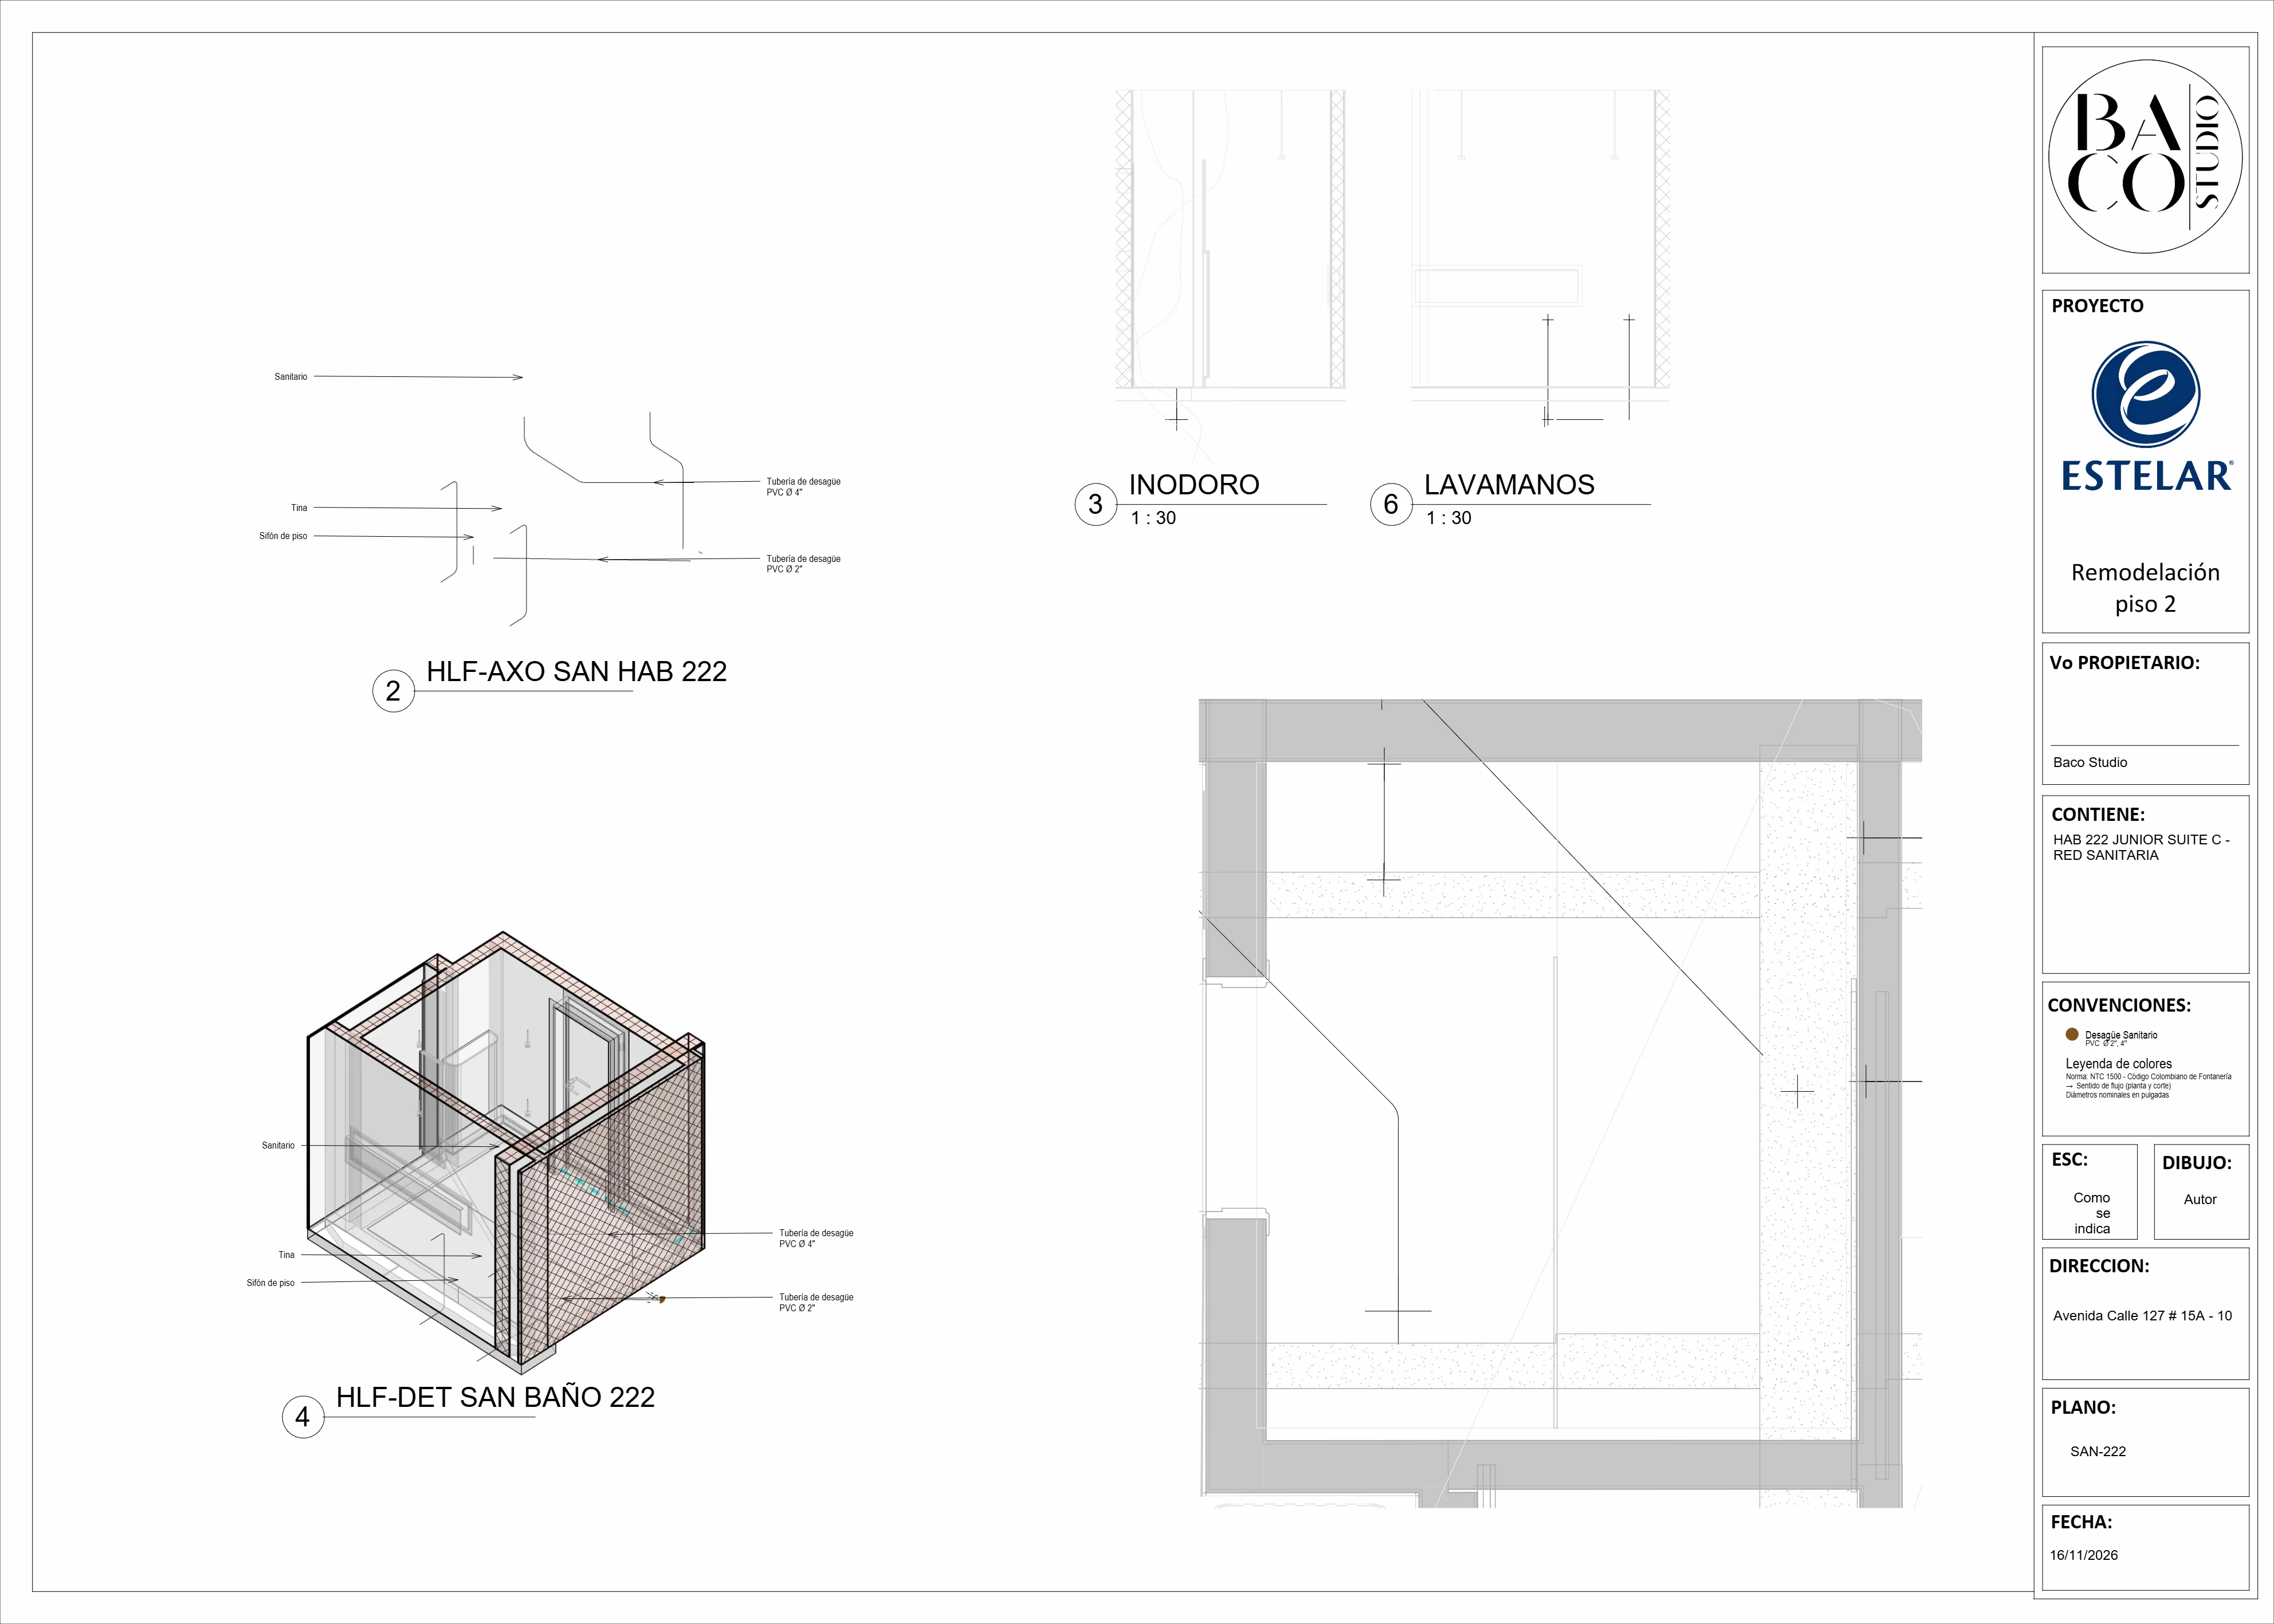 Sanitario
Tina
Sifón de piso
Tubería de desagüe
PVC Ø 4"
Tubería de desagüe
PVC Ø 2"
2
HLF-AXO SAN HAB 222
3
INODORO
1 : 30
6
LAVAMANOS
1 : 30
Sanitario
Tina
Sifón de piso
Tubería de desagüe
PVC Ø 4"
Tubería de desagüe
PVC Ø 2"
4
HLF-DET SAN BAÑO 222
BA
CO
STUDIO
PROYECTO
ESTELAR®
Remodelación
piso 2
Vo PROPIETARIO:
Baco Studio
CONTIENE:
HAB 222 JUNIOR SUITE C -
RED SANITARIA
CONVENCIONES:
Desagüe Sanitario
PVC Ø 2", 4"
Leyenda de colores
Norma: NTC 1500 - Código Colombiano de Fontanería
→ Sentido de flujo (planta y corte)
Diámetros nominales en pulgadas
ESC:
Como
se
indica
DIBUJO:
Autor
DIRECCION:
Avenida Calle 127 # 15A - 10
PLANO:
SAN-222
FECHA:
16/11/2026